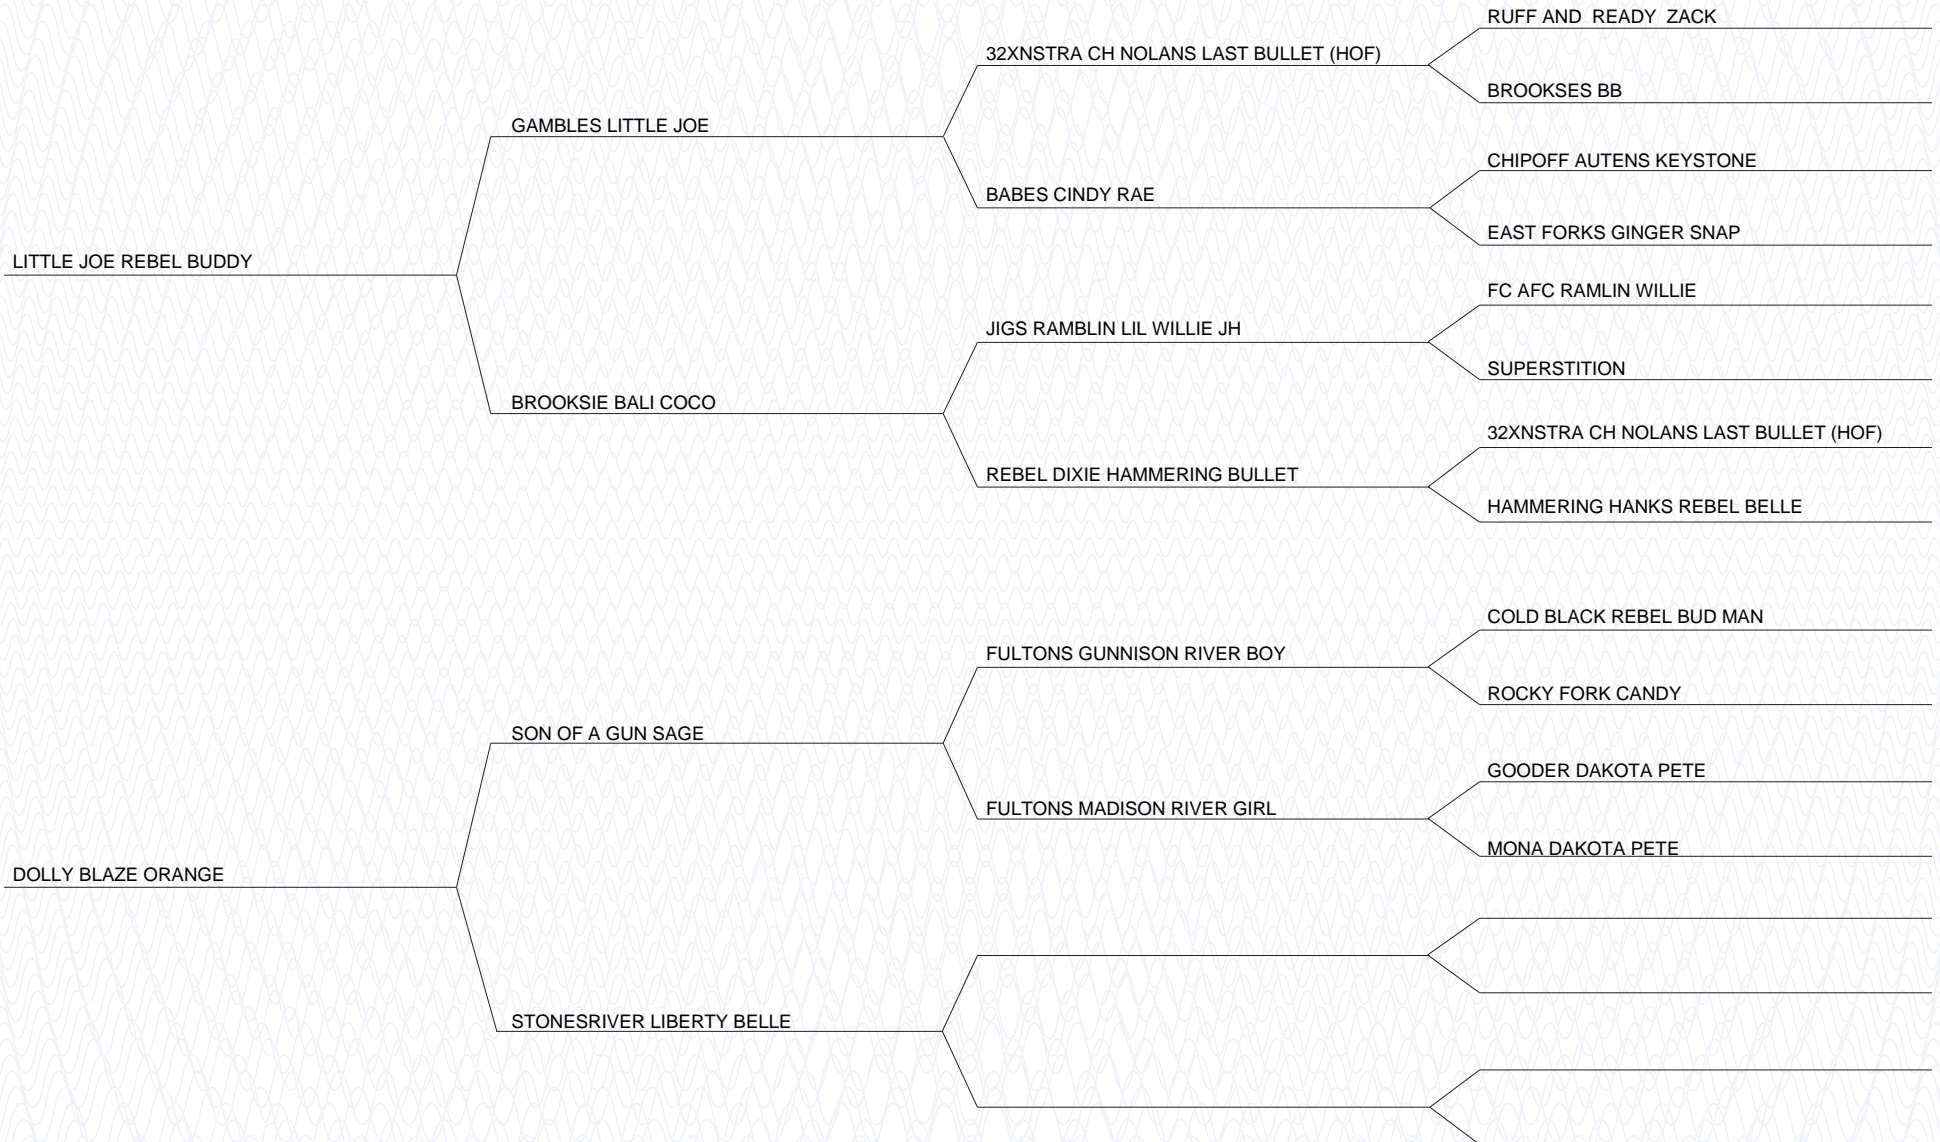 RUFF AND  READY  ZACK
32XNSTRA CH NOLANS LAST BULLET (HOF)
BROOKSES BB
GAMBLES LITTLE JOE
CHIPOFF AUTENS KEYSTONE
BABES CINDY RAE
EAST FORKS GINGER SNAP
LITTLE JOE REBEL BUDDY
FC AFC RAMLIN WILLIE
JIGS RAMBLIN LIL WILLIE JH
SUPERSTITION
BROOKSIE BALI COCO
32XNSTRA CH NOLANS LAST BULLET (HOF)
REBEL DIXIE HAMMERING BULLET
HAMMERING HANKS REBEL BELLE
COLD BLACK REBEL BUD MAN
FULTONS GUNNISON RIVER BOY
ROCKY FORK CANDY
SON OF A GUN SAGE
GOODER DAKOTA PETE
FULTONS MADISON RIVER GIRL
MONA DAKOTA PETE
DOLLY BLAZE ORANGE
STONESRIVER LIBERTY BELLE